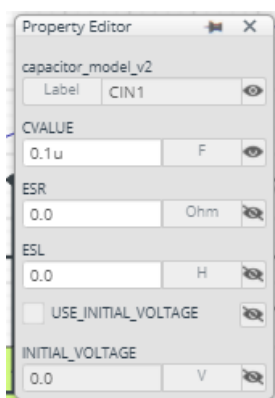 Property Editor
capacitor_model_v2
Label CIN1
CVALUE
0.1u F
ESR
0.0 Ohm
ESL
0.0 H
USE_INITIAL_VOLTAGE
INITIAL_VOLTAGE
0.0 V